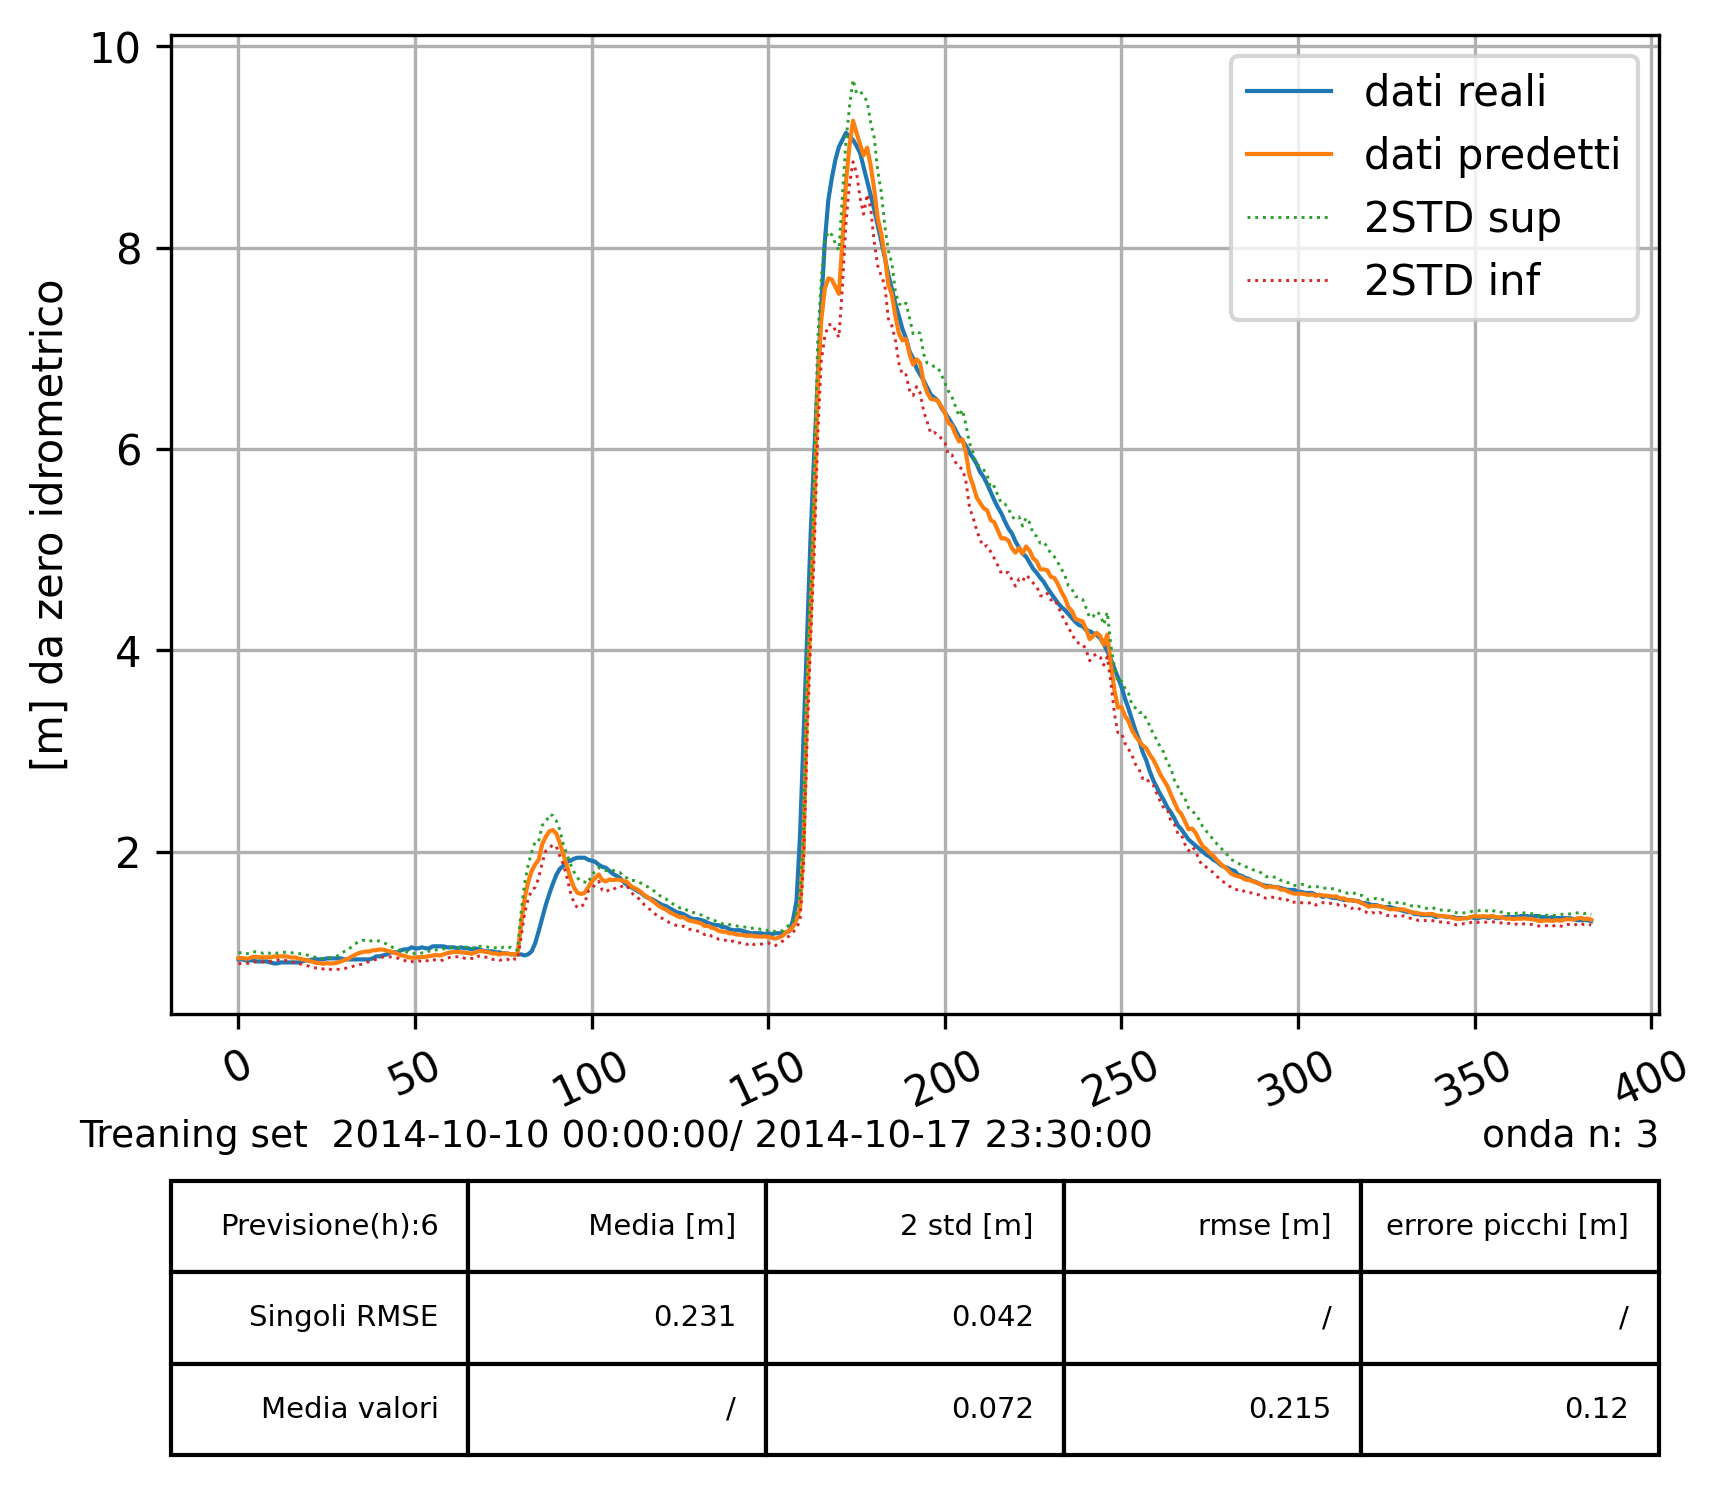 10
8
6
4
2
[m] da zero idrometrico
dati reali
dati predetti
2STD sup
2STD inf
0 50 100 150 200 250 300 350 400
Treaning set  2014-10-10 00:00:00/ 2014-10-17 23:30:00 onda n: 3
Previsione(h):6 Media [m] 2 std [m] rmse [m] errore picchi [m]
Singoli RMSE 0.231 0.042 / /
Media valori / 0.072 0.215 0.12